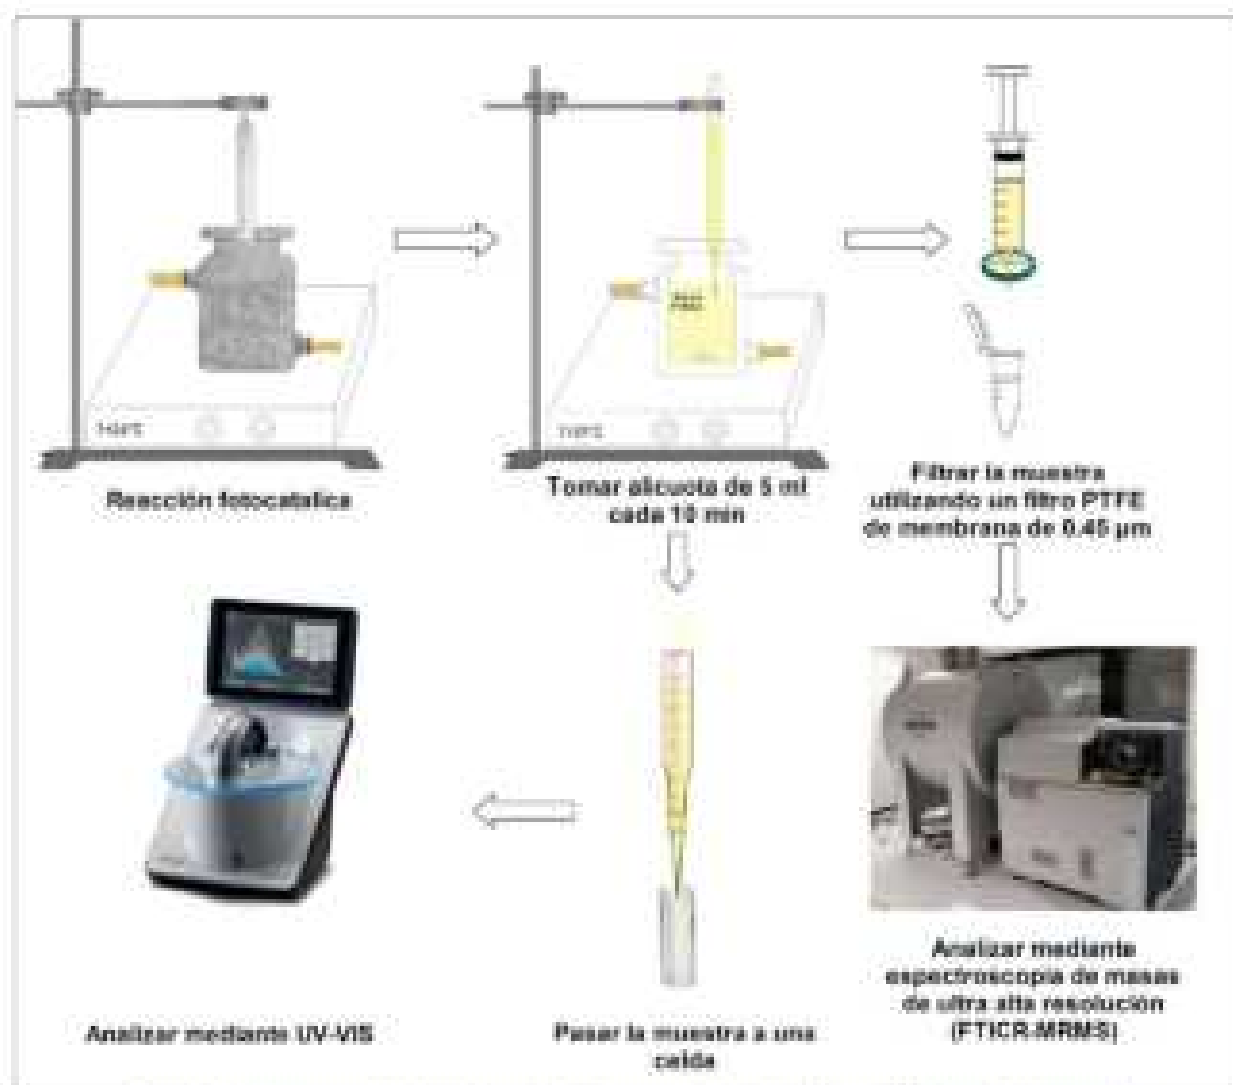 Reacción fotocatalica
Tomar alicuota de 5 ml
cada 10 min
Filtrar la muestra
utilizando un filtro PTFE
de membrana de 0.45 µm
Analizar mediante UV-VIS
Pasar la muestra a una
celda
Analizar mediante
espectroscopia de masas
de ultra alta resolución
(FTICR-MRMS)